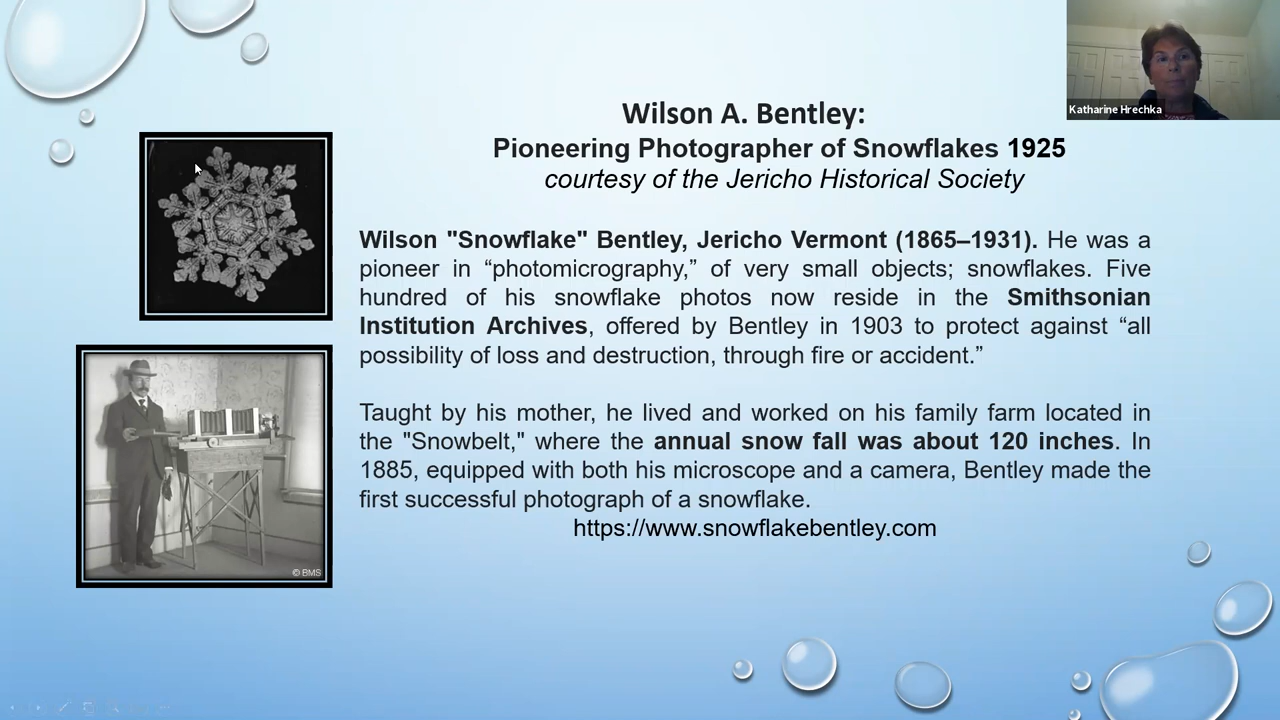 Katharine Hrechka
Wilson A. Bentley:
Pioneering Photographer of Snowflakes 1925
courtesy of the Jericho Historical Society
Wilson "Snowflake" Bentley, Jericho Vermont (1865–1931). He was a
pioneer in “photomicrography,” of very small objects; snowflakes. Five
hundred of his snowflake photos now reside in the Smithsonian
Institution Archives, offered by Bentley in 1903 to protect against “all
possibility of loss and destruction, through fire or accident.”
Taught by his mother, he lived and worked on his family farm located in
the "Snowbelt," where the annual snow fall was about 120 inches. In
1885, equipped with both his microscope and a camera, Bentley made the
first successful photograph of a snowflake.
https://www.snowflakebentley.com
© BMS